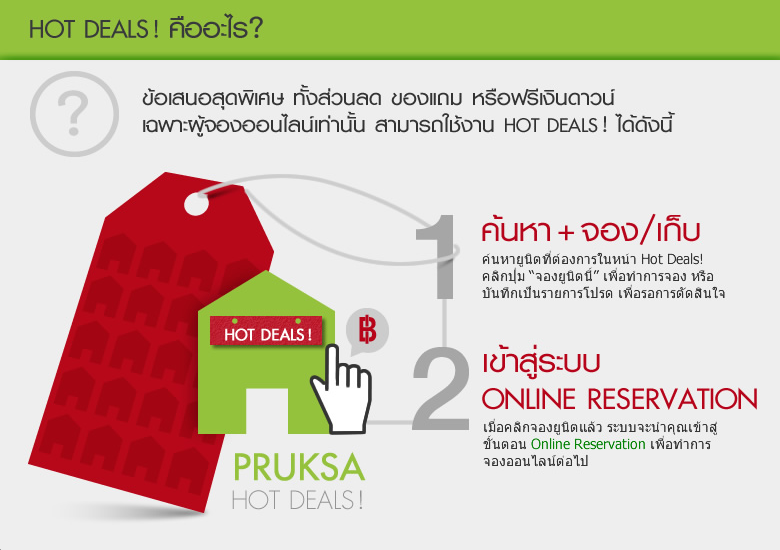 HOT DEALS! คืออะไร?
?
ข้อเสนอสุดพิเศษ ทั้งส่วนลด ของแถม หรือฟรีเงินดาวน์
เฉพาะผู้จองออนไลน์เท่านั้น สามารถใช้งาน HOT DEALS! ได้ดังนี้
1
ค้นหา + จอง/เก็บ
ค้นหายูนิตที่ต้องการในหน้า Hot Deals!
คลิกปุ่ม “จองยูนิตนี้” เพื่อทำการจอง หรือ
บันทึกเป็นรายการโปรด เพื่อรอการตัดสินใจ
HOT DEALS!
฿
2
เข้าสู่ระบบ
ONLINE RESERVATION
เมื่อคลิกจองยูนิตแล้ว ระบบจะนำคุณเข้าสู่
ขั้นตอน Online Reservation เพื่อทำการ
จองออนไลน์ต่อไป
PRUKSA
HOT DEALS!